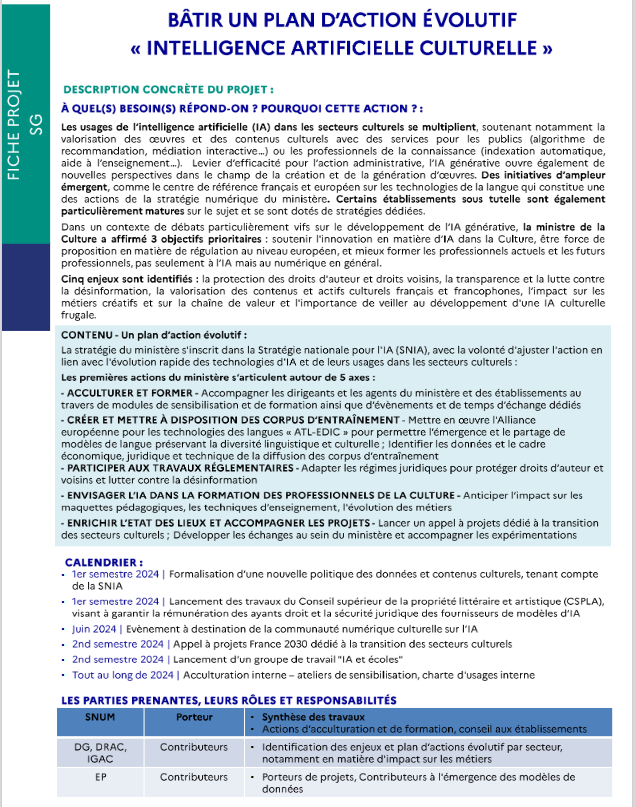 BÂTIR UN PLAN D'ACTION ÉVOLUTIF
« INTELLIGENCE ARTIFICIELLE CULTURELLE »
FICHE PROJET
SG
DESCRIPTION CONCRÈTE DU PROJET :
À QUEL(S) BESOIN(S) RÉPOND-ON ? POURQUOI CETTE ACTION ? :
Les usages de l'intelligence artificielle (IA) dans les secteurs culturels se multiplient, soutenant notamment la
valorisation des œuvres et des contenus culturels avec des services pour les publics (algorithme de
recommandation, médiation interactive…) ou les professionnels de la connaissance (indexation automatique,
aide à l'enseignement…). Levier d'efficacité pour l'action administrative, l'IA générative ouvre également de
nouvelles perspectives dans le champ de la création et de la génération d'œuvres. Des initiatives d'ampleur
émergent, comme le centre de référence français et européen sur les technologies de la langue qui constitue une
des actions de la stratégie numérique du ministère. Certains établissements sous tutelle sont également
particulièrement matures sur le sujet et se sont dotés de stratégies dédiées.
Dans un contexte de débats particulièrement vifs sur le développement de l'IA générative, la ministre de la
Culture a affirmé 3 objectifs prioritaires : soutenir l'innovation en matière d'IA dans la Culture, être force de
proposition en matière de régulation au niveau européen, et mieux former les professionnels actuels et les futurs
professionnels, pas seulement à l'IA mais au numérique en général.
Cinq enjeux sont identifiés : la protection des droits d'auteur et droits voisins, la transparence et la lutte contre
la désinformation, la valorisation des contenus et actifs culturels français et francophones, l'impact sur les
métiers créatifs et sur la chaîne de valeur et l'importance de veiller au développement d'une IA culturelle
frugale.
CONTENU - Un plan d'action évolutif :
La stratégie du ministère s'inscrit dans la Stratégie nationale pour l'IA (SNIA), avec la volonté d'ajuster l'action en
lien avec l'évolution rapide des technologies d'IA et de leurs usages dans les secteurs culturels :
Les premières actions du ministère s'articulent autour de 5 axes :
- ACCULTURER ET FORMER - Accompagner les dirigeants et les agents du ministère et des établissements au
travers de modules de sensibilisation et de formation ainsi que d'évènements et de temps d'échange dédiés
- CRÉER ET METTRE À DISPOSITION DES CORPUS D'ENTRAÎNEMENT - Mettre en œuvre l'Alliance
européenne pour les technologies des langues « ATL-EDIC » pour permettre l'émergence et le partage de
modèles de langue préservant la diversité linguistique et culturelle ; Identifier les données et le cadre
économique, juridique et technique de la diffusion des corpus d'entraînement
- PARTICIPER AUX TRAVAUX RÉGLEMENTAIRES - Adapter les régimes juridiques pour protéger droits d'auteur et
voisins et lutter contre la désinformation
- ENVISAGER L'IA DANS LA FORMATION DES PROFESSIONNELS DE LA CULTURE - Anticiper l'impact sur les
maquettes pédagogiques, les techniques d'enseignement, l'évolution des métiers
- ENRICHIR L'ETAT DES LIEUX ET ACCOMPAGNER LES PROJETS - Lancer un appel à projets dédié à la transition
des secteurs culturels ; Développer les échanges au sein du ministère et accompagner les expérimentations
CALENDRIER :
• 1er semestre 2024 | Formalisation d'une nouvelle politique des données et contenus culturels, tenant compte
de la SNIA
• 1er semestre 2024 | Lancement des travaux du Conseil supérieur de la propriété littéraire et artistique (CSPLA),
visant à garantir la rémunération des ayants droit et la sécurité juridique des fournisseurs de modèles d'IA
• Juin 2024 | Evènement à destination de la communauté numérique culturelle sur l'IA
• 2nd semestre 2024 | Appel à projets France 2030 dédié à la transition des secteurs culturels
• 2nd semestre 2024 | Lancement d'un groupe de travail "IA et écoles"
• Tout au long de 2024 | Acculturation interne – ateliers de sensibilisation, charte d'usages interne
LES PARTIES PRENANTES, LEURS RÔLES ET RESPONSABILITÉS
SNUM Porteur • Synthèse des travaux
• Actions d'acculturation et de formation, conseil aux établissements
DG, DRAC, Contributeurs • Identification des enjeux et plan d'actions évolutif par secteur,
IGAC notamment en matière d'impact sur les métiers
EP Contributeurs • Porteurs de projets, Contributeurs à l'émergence des modèles de
données